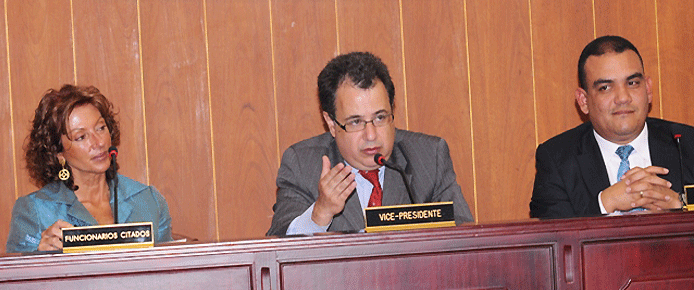 FUNCIONARIOS CITADOS
VICE-PRESIDENTE